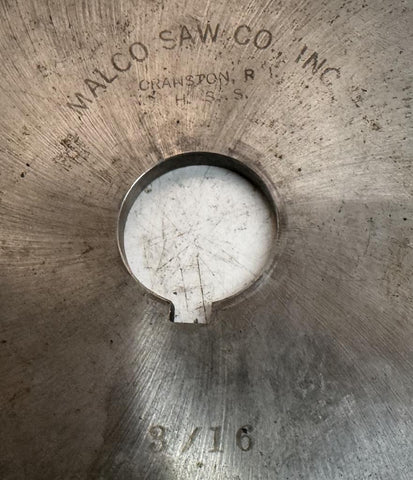 MALCO SAW CO., INC.
CRANSTON, R I
H. S. S.
3/16